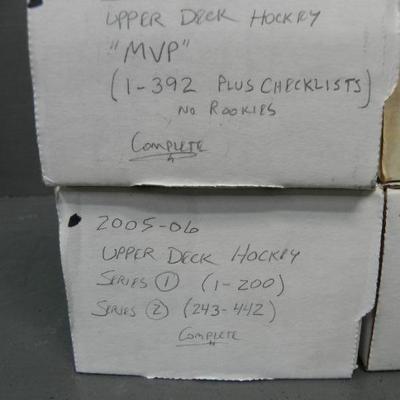 UPPER DECK HOCKEY
"MVP"
(1-392 PLUS CHECKLISTS)
NO ROOKIES
COMPLETE
2005-06
UPPER DECK HOCKEY
SERIES ① (1-200)
SERIES ② (243-442)
COMPLETE